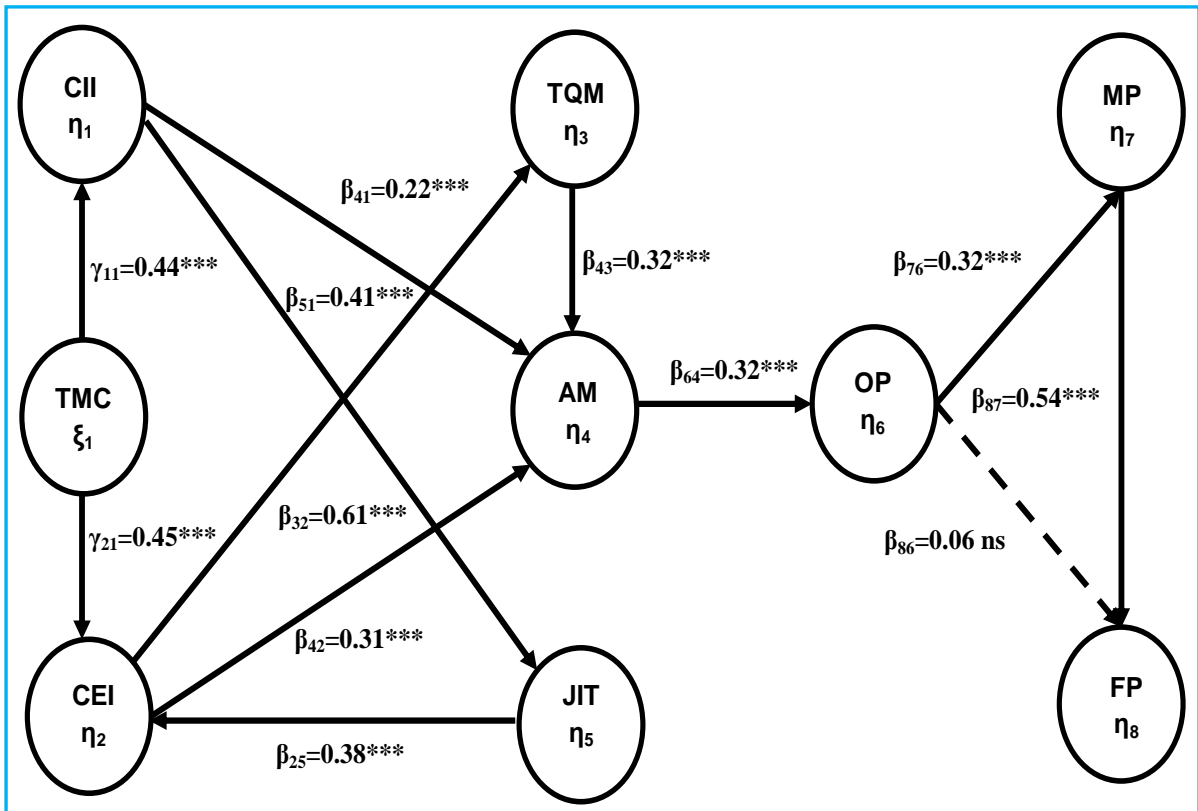 CII
η₁
TQM
η₃
MP
η₇
β₄₁=0.22***
γ₁₁=0.44***
β₅₁=0.41***
β₄₃=0.32***
β₇₆=0.32***
TMC
ξ₁
AM
η₄
β₆₄=0.32***
OP
η₆
β₈₇=0.54***
γ₂₁=0.45***
β₃₂=0.61***
β₈₆=0.06 ns
β₄₂=0.31***
CEI
η₂
JIT
η₅
FP
η₈
β₂₅=0.38***